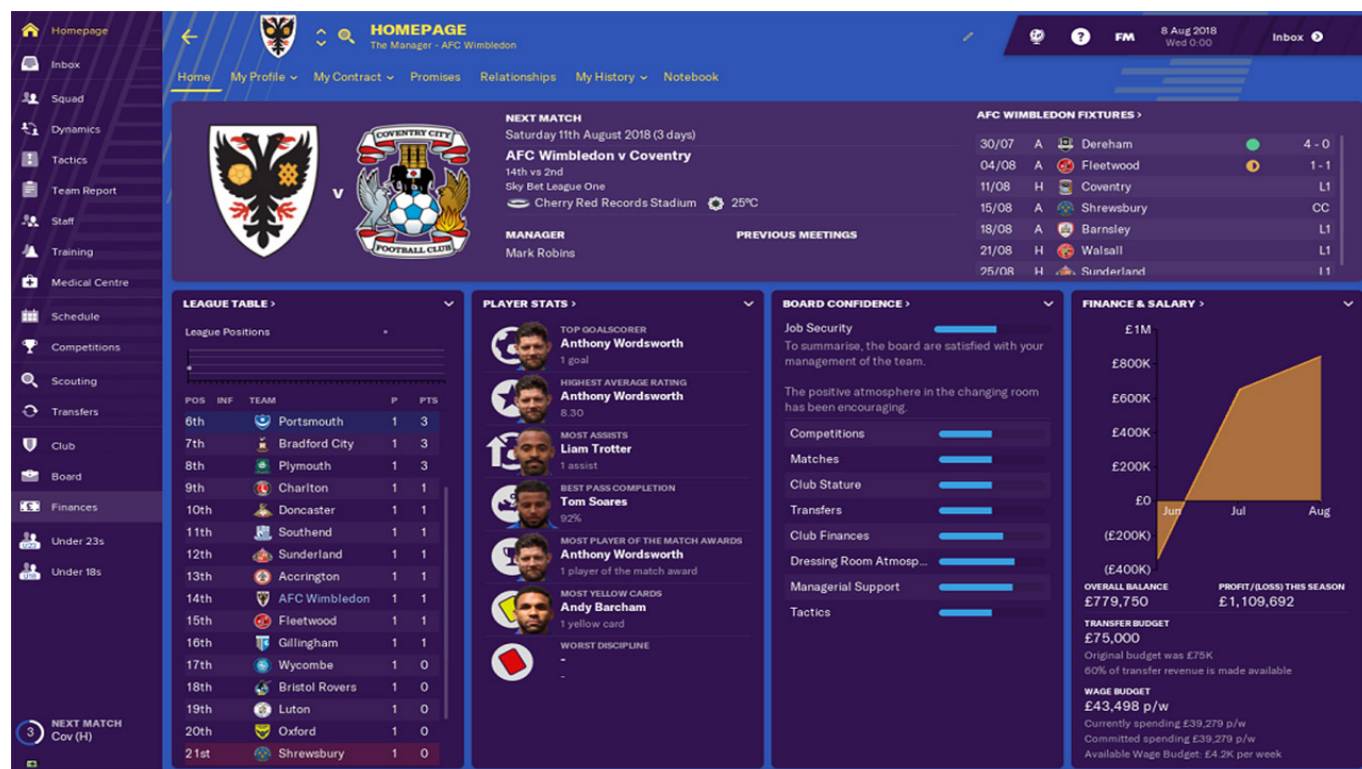 Homepage
Inbox
Squad
Dynamics
Tactics
Team Report
Staff
Training
Medical Centre
Schedule
Competitions
Scouting
Transfers
Club
Board
Finances
U23
Under 23s
U18
Under 18s
3
NEXT MATCH
Cov (H)
HOMEPAGE
The Manager - AFC Wimbledon
? FM 8 Aug 2018 Inbox
Wed 0:00
Home My Profile My Contract Promises Relationships My History Notebook
COVENTRY CITY
FOOTBALL CLUB
v
NEXT MATCH
Saturday 11th August 2018 (3 days)
AFC Wimbledon v Coventry
14th vs 2nd
Sky Bet League One
Cherry Red Records Stadium 25°C
MANAGER PREVIOUS MEETINGS
Mark Robins
AFC WIMBLEDON FIXTURES >
30/07 A Dereham 4 - 0
04/08 A Fleetwood 1 - 1
11/08 H Coventry L1
15/08 A Shrewsbury CC
18/08 A Barnsley L1
21/08 H Walsall L1
25/08 H Sunderland L1
LEAGUE TABLE >
League Positions
POS INF TEAM P PTS
6th Portsmouth 1 3
7th Bradford City 1 3
8th Plymouth 1 3
9th Charlton 1 1
10th Doncaster 1 1
11th Southend 1 1
12th Sunderland 1 1
13th Accrington 1 1
14th AFC Wimbledon 1 1
15th Fleetwood 1 1
16th Gillingham 1 1
17th Wycombe 1 0
18th Bristol Rovers 1 0
19th Luton 1 0
20th Oxford 1 0
21st Shrewsbury 1 0
PLAYER STATS >
TOP GOALSCORER
Anthony Wordsworth
1 goal
HIGHEST AVERAGE RATING
Anthony Wordsworth
8.30
MOST ASSISTS
Liam Trotter
1 assist
BEST PASS COMPLETION
Tom Soares
92%
MOST PLAYER OF THE MATCH AWARDS
Anthony Wordsworth
1 player of the match award
MOST YELLOW CARDS
Andy Barcham
1 yellow card
WORST DISCIPLINE
-
-
BOARD CONFIDENCE >
Job Security
To summarise, the board are satisfied with your
management of the team.
The positive atmosphere in the changing room
has been encouraging.
Competitions
Matches
Club Stature
Transfers
Club Finances
Dressing Room Atmosp...
Managerial Support
Tactics
FINANCE & SALARY >
£1M
£800K
£600K
£400K
£200K
£0
(£200K)
(£400K)
Jun Jul Aug
OVERALL BALANCE PROFIT/(LOSS) THIS SEASON
£779,750 £1,109,692
TRANSFER BUDGET
£75,000
Original budget was £75K
60% of transfer revenue is made available
WAGE BUDGET
£43,498 p/w
Currently spending £39,279 p/w
Committed spending £39,279 p/w
Available Wage Budget: £4.2K per week